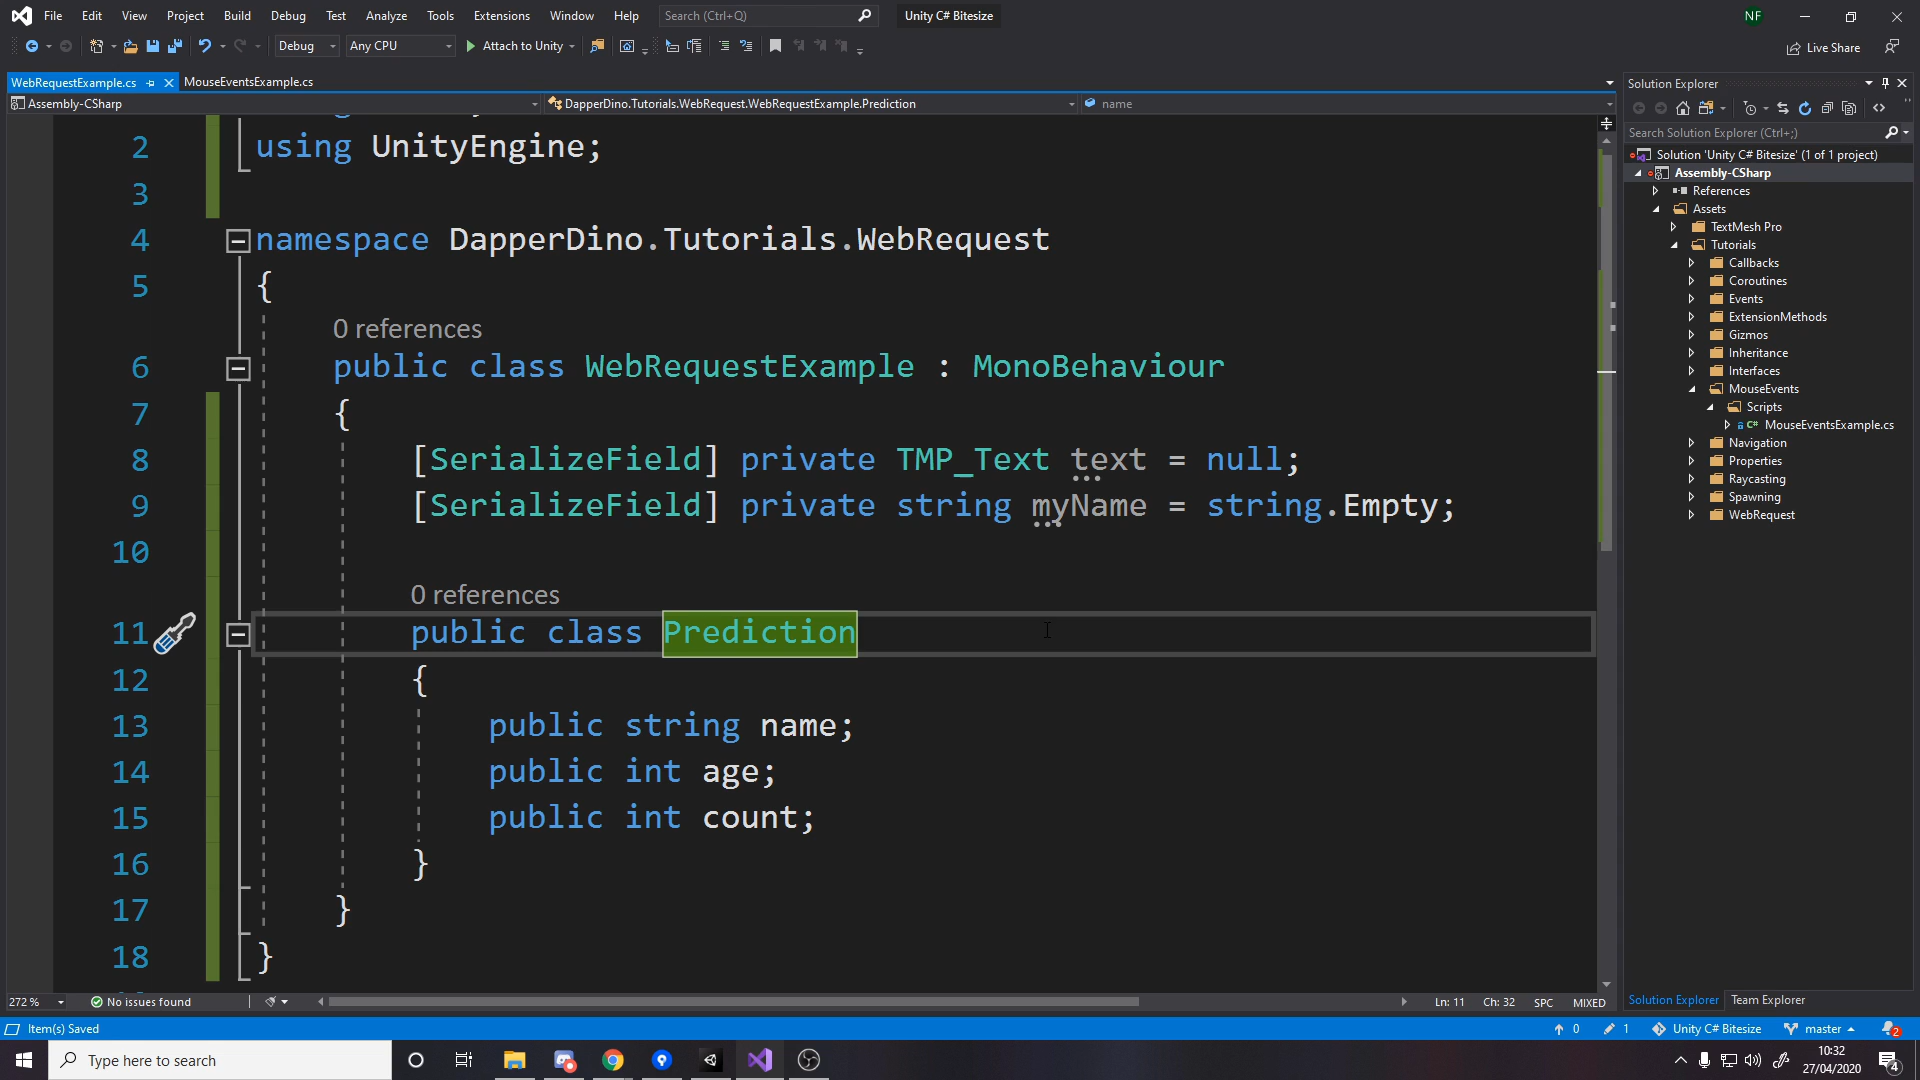 File Edit View Project Build Debug Test Analyze Tools Extensions Window Help Search (Ctrl+Q) Unity C# Bitesize NF
Debug Any CPU Attach to Unity Live Share
WebRequestExample.cs MouseEventsExample.cs
Assembly-CSharp DapperDino.Tutorials.WebRequest.WebRequestExample.Prediction name
2 using UnityEngine;
3
4 namespace DapperDino.Tutorials.WebRequest
5 {
0 references
6 public class WebRequestExample : MonoBehaviour
7 {
8 [SerializeField] private TMP_Text text = null;
9 [SerializeField] private string myName = string.Empty;
10
0 references
11 public class Prediction
12 {
13 public string name;
14 public int age;
15 public int count;
16 }
17 }
18 }
272 % No issues found Ln: 11 Ch: 32 SPC MIXED
Solution Explorer
Search Solution Explorer (Ctrl+;)
Solution 'Unity C# Bitesize' (1 of 1 project)
Assembly-CSharp
References
Assets
TextMesh Pro
Tutorials
Callbacks
Coroutines
Events
ExtensionMethods
Gizmos
Inheritance
Interfaces
MouseEvents
Scripts
C# MouseEventsExample.cs
Navigation
Properties
Raycasting
Spawning
WebRequest
Solution Explorer Team Explorer
Item(s) Saved 0 1 Unity C# Bitesize master 2
Type here to search 10:32
27/04/2020 4